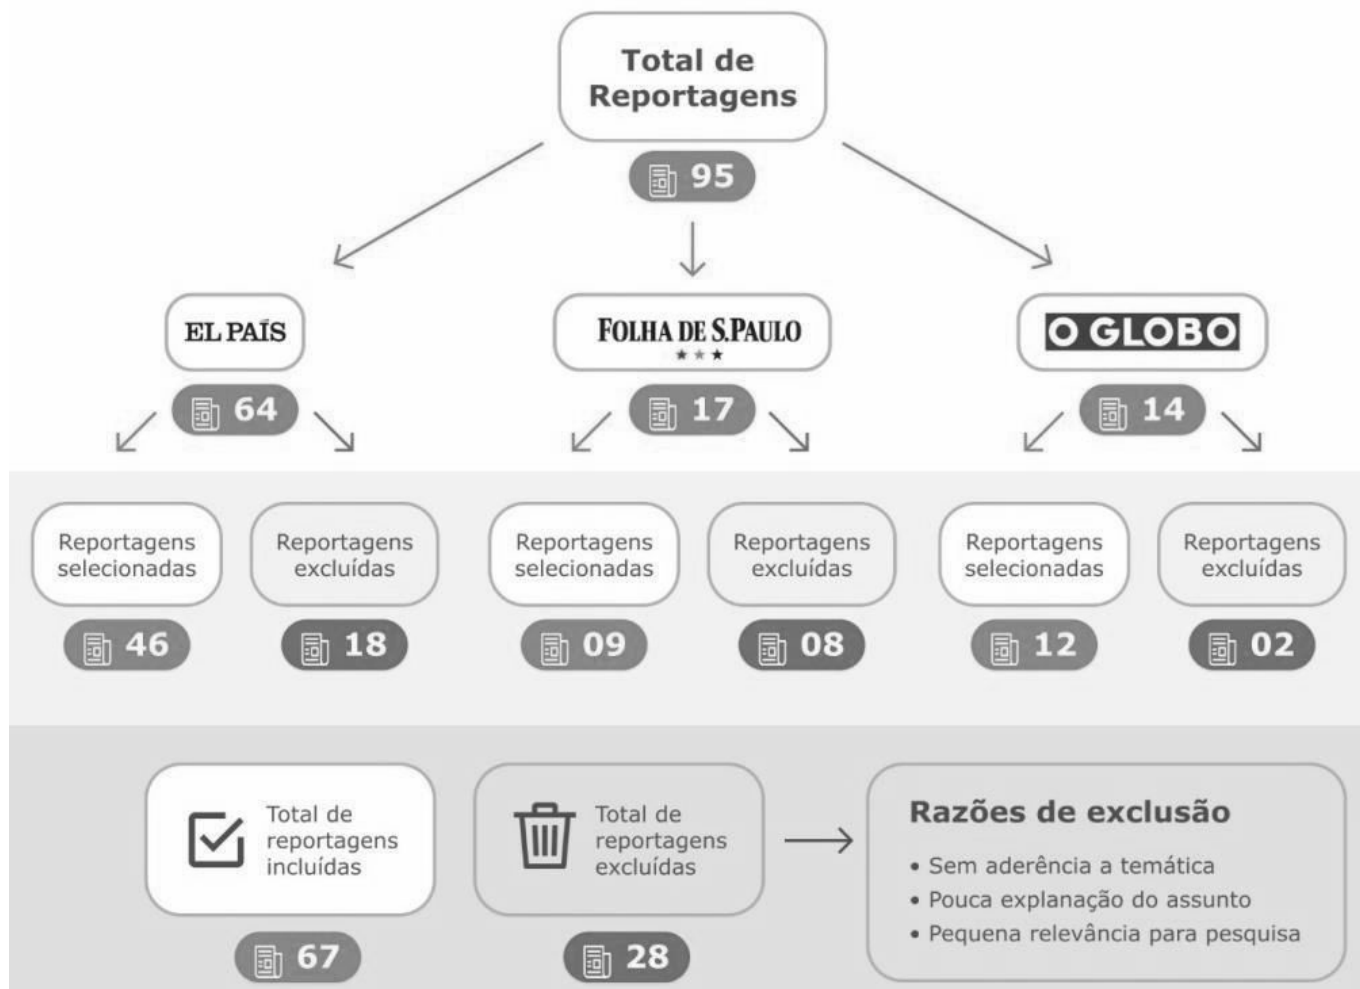 Total de
Reportagens
95
EL PAÍS
FOLHA DE S.PAULO
O GLOBO
64
17
14
Reportagens
selecionadas
Reportagens
excluídas
Reportagens
selecionadas
Reportagens
excluídas
Reportagens
selecionadas
Reportagens
excluídas
46
18
09
08
12
02
Total de
reportagens
incluídas
67
Total de
reportagens
excluídas
28
Razões de exclusão
• Sem aderência a temática
• Pouca explanação do assunto
• Pequena relevância para pesquisa